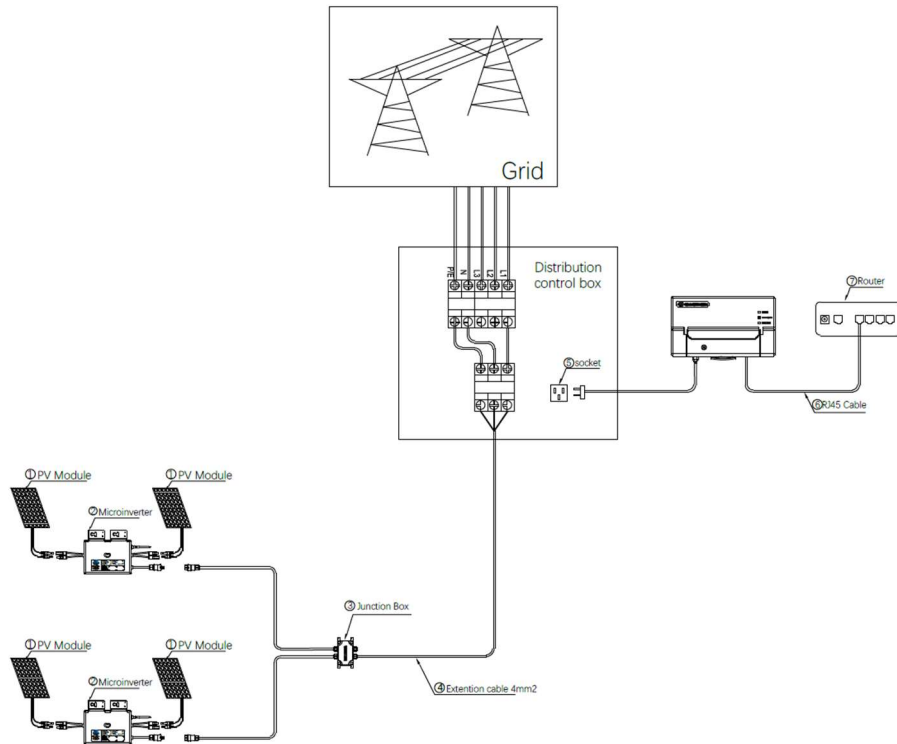 Grid
P/E
N
L3
L2
L1
Distribution
control box
⑤socket
⑦Router
⑥RJ45 Cable
①PV Module
①PV Module
②Microinverter
③Junction Box
①PV Module
①PV Module
②Microinverter
④Extention cable 4mm2